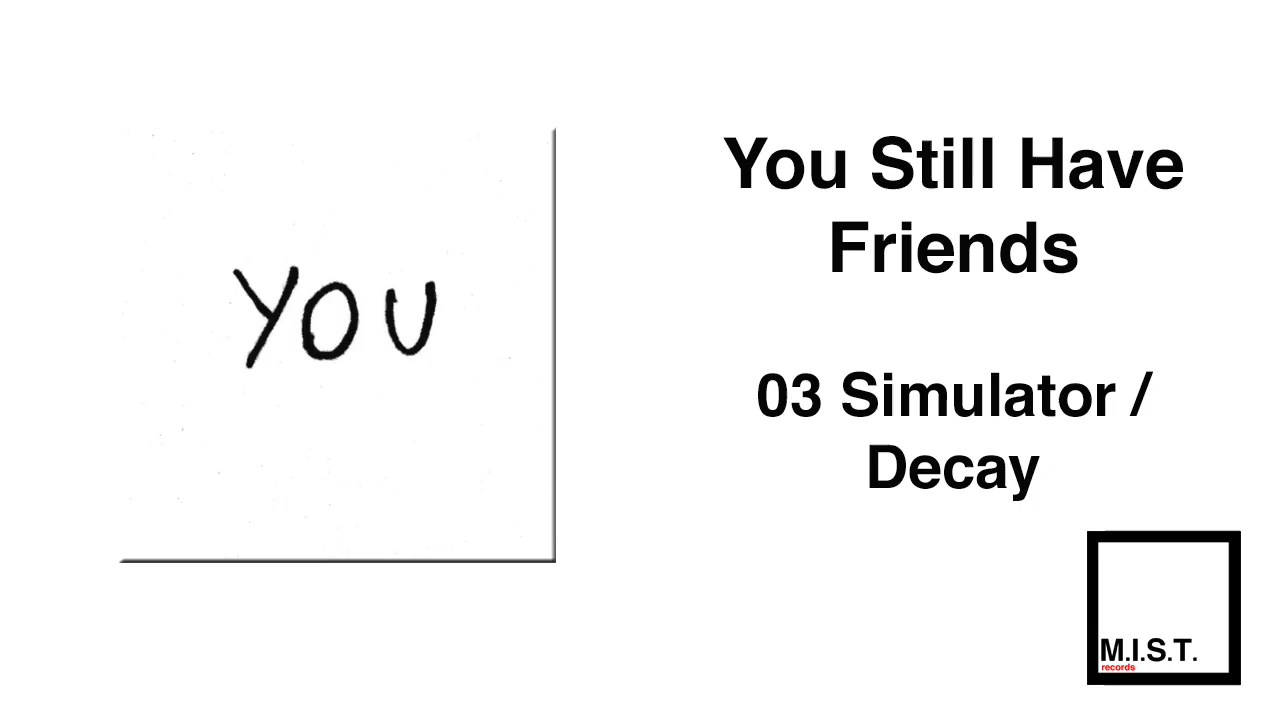 YOU
You Still Have
Friends
03 Simulator /
Decay
M.I.S.T.
records